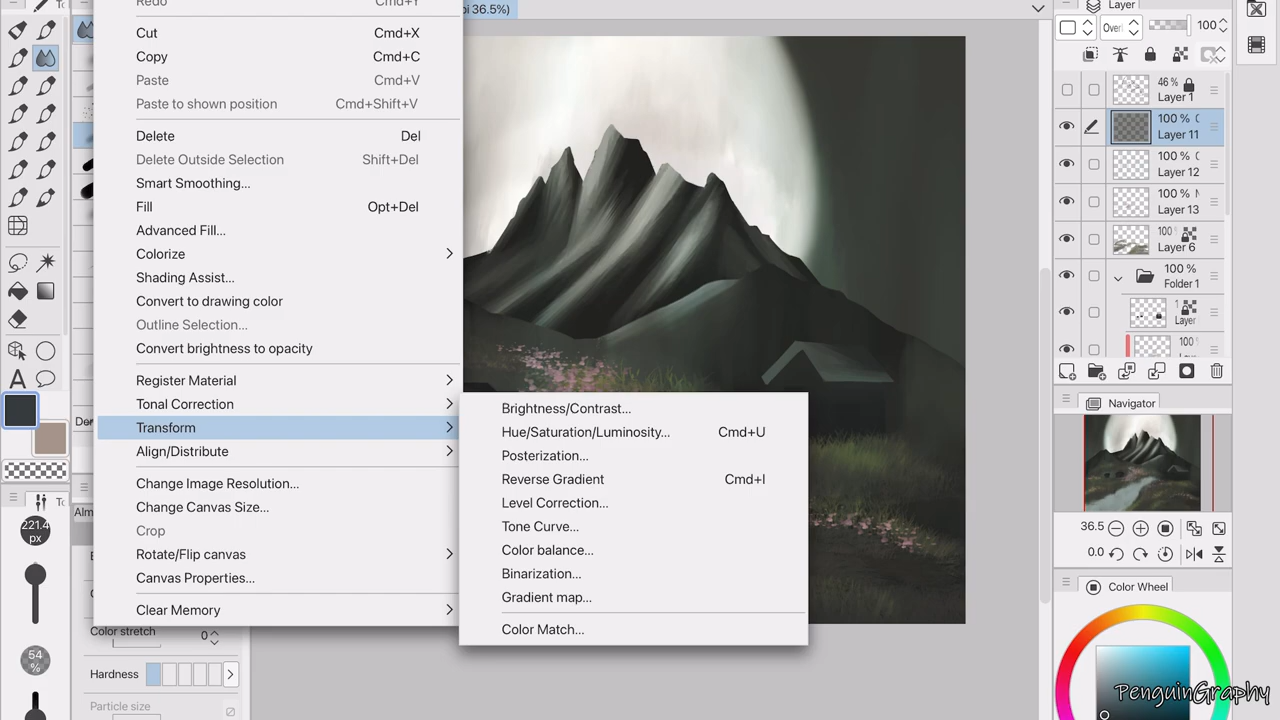 Redo Cmd+Y
Cut Cmd+X
Copy Cmd+C
Paste Cmd+V
Paste to shown position Cmd+Shift+V
Delete Del
Delete Outside Selection Shift+Del
Smart Smoothing...
Fill Opt+Del
Advanced Fill...
Colorize
Shading Assist...
Convert to drawing color
Outline Selection...
Convert brightness to opacity
Register Material
Tonal Correction
Transform
Align/Distribute
Change Image Resolution...
Change Canvas Size...
Crop
Rotate/Flip canvas
Canvas Properties...
Clear Memory
Brightness/Contrast...
Hue/Saturation/Luminosity... Cmd+U
Posterization...
Reverse Gradient Cmd+I
Level Correction...
Tone Curve...
Color balance...
Binarization...
Gradient map...
Color Match...
pi 36.5%)
A
221.4
px
54
%
Color stretch 0
Hardness
Particle size
Layer
100
46 %
Layer 1
100 %
Layer 11
100 %
Layer 12
100 %
Layer 13
100
Layer 6
100 %
Folder 1
Layer
100
Navigator
36.5
0.0
Color Wheel
PenguinGraphy